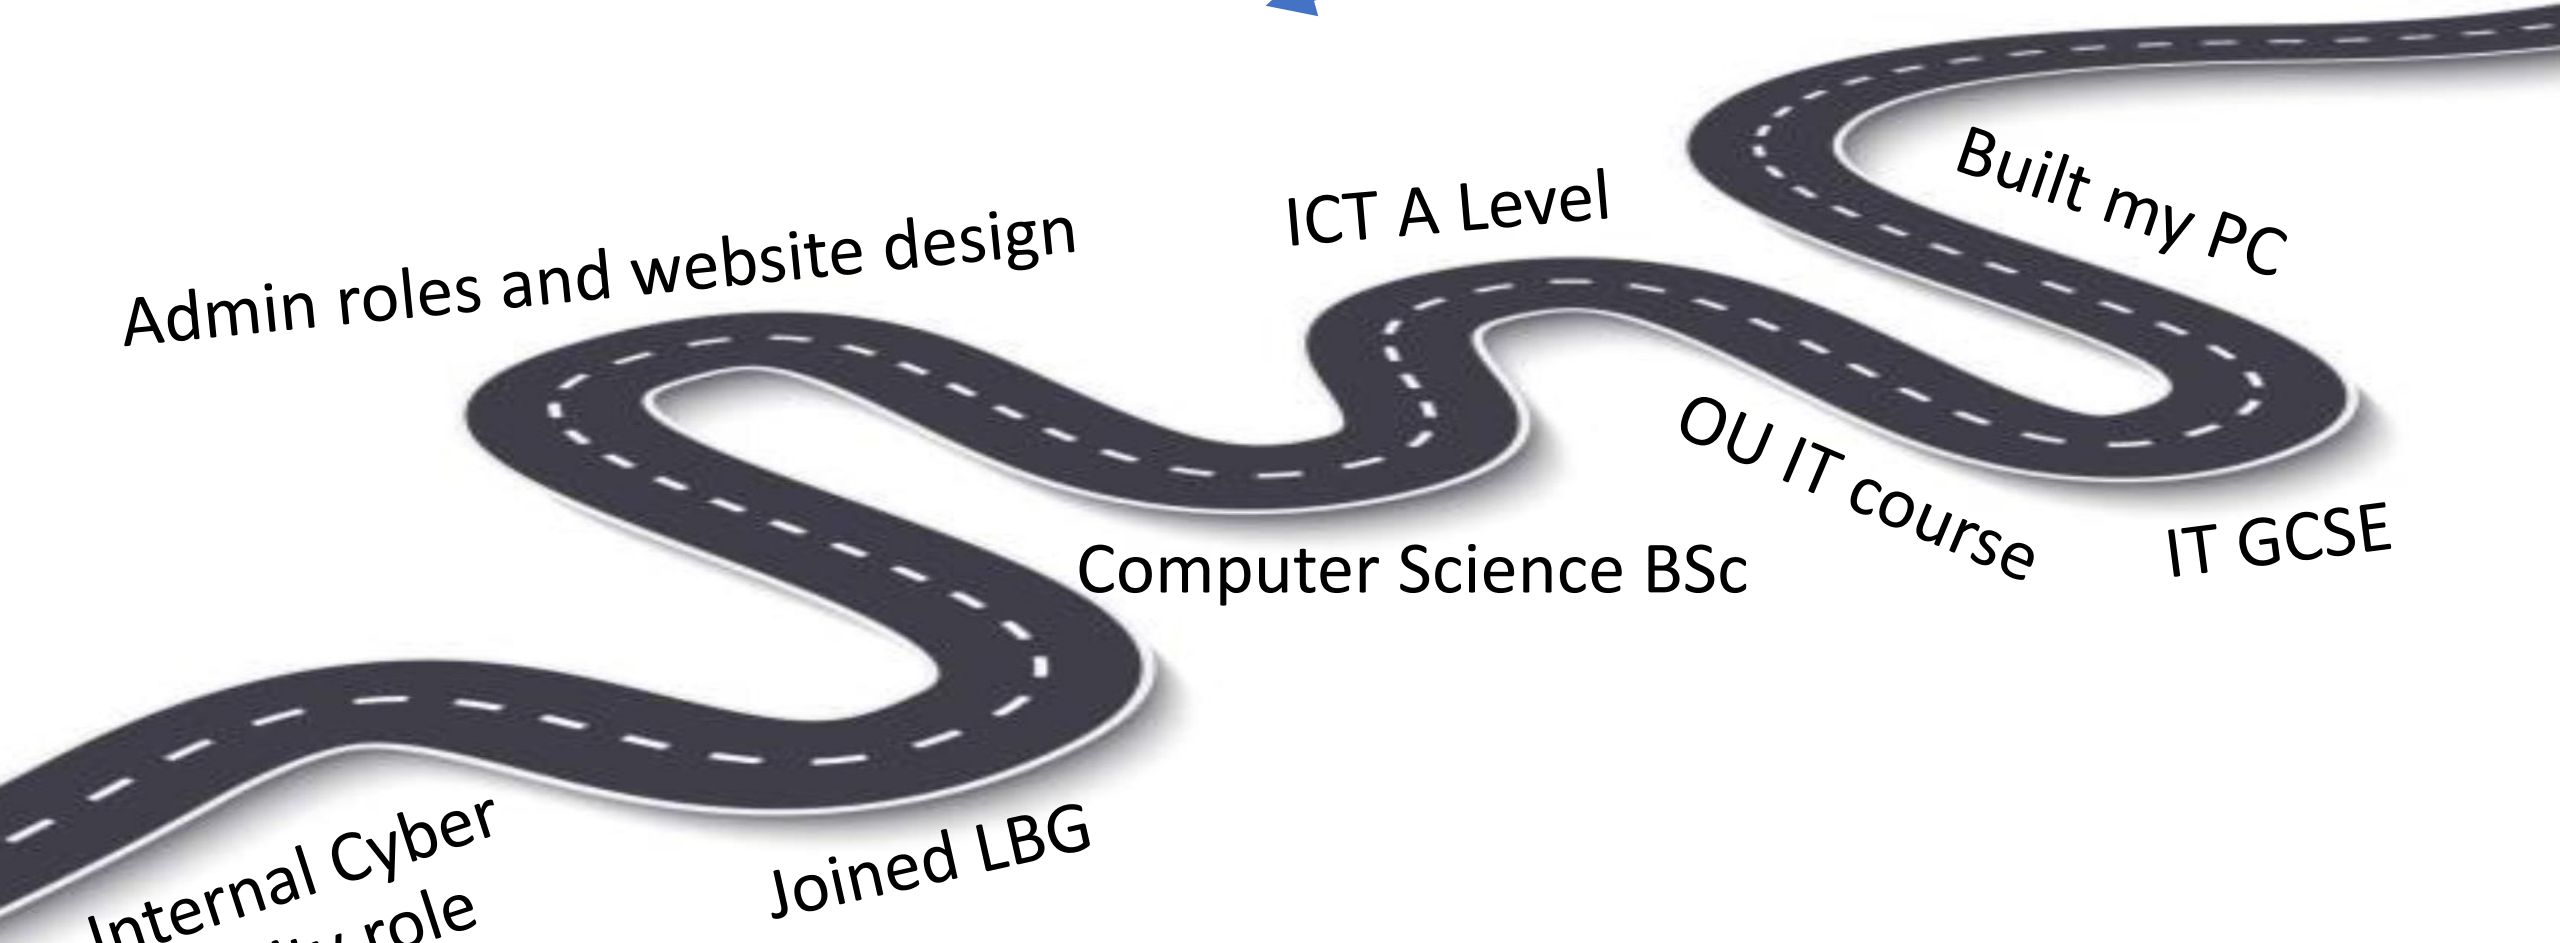 Built my PC
ICT A Level
Admin roles and website design
OU IT course
IT GCSE
Computer Science BSc
Joined LBG
Internal Cyber
role